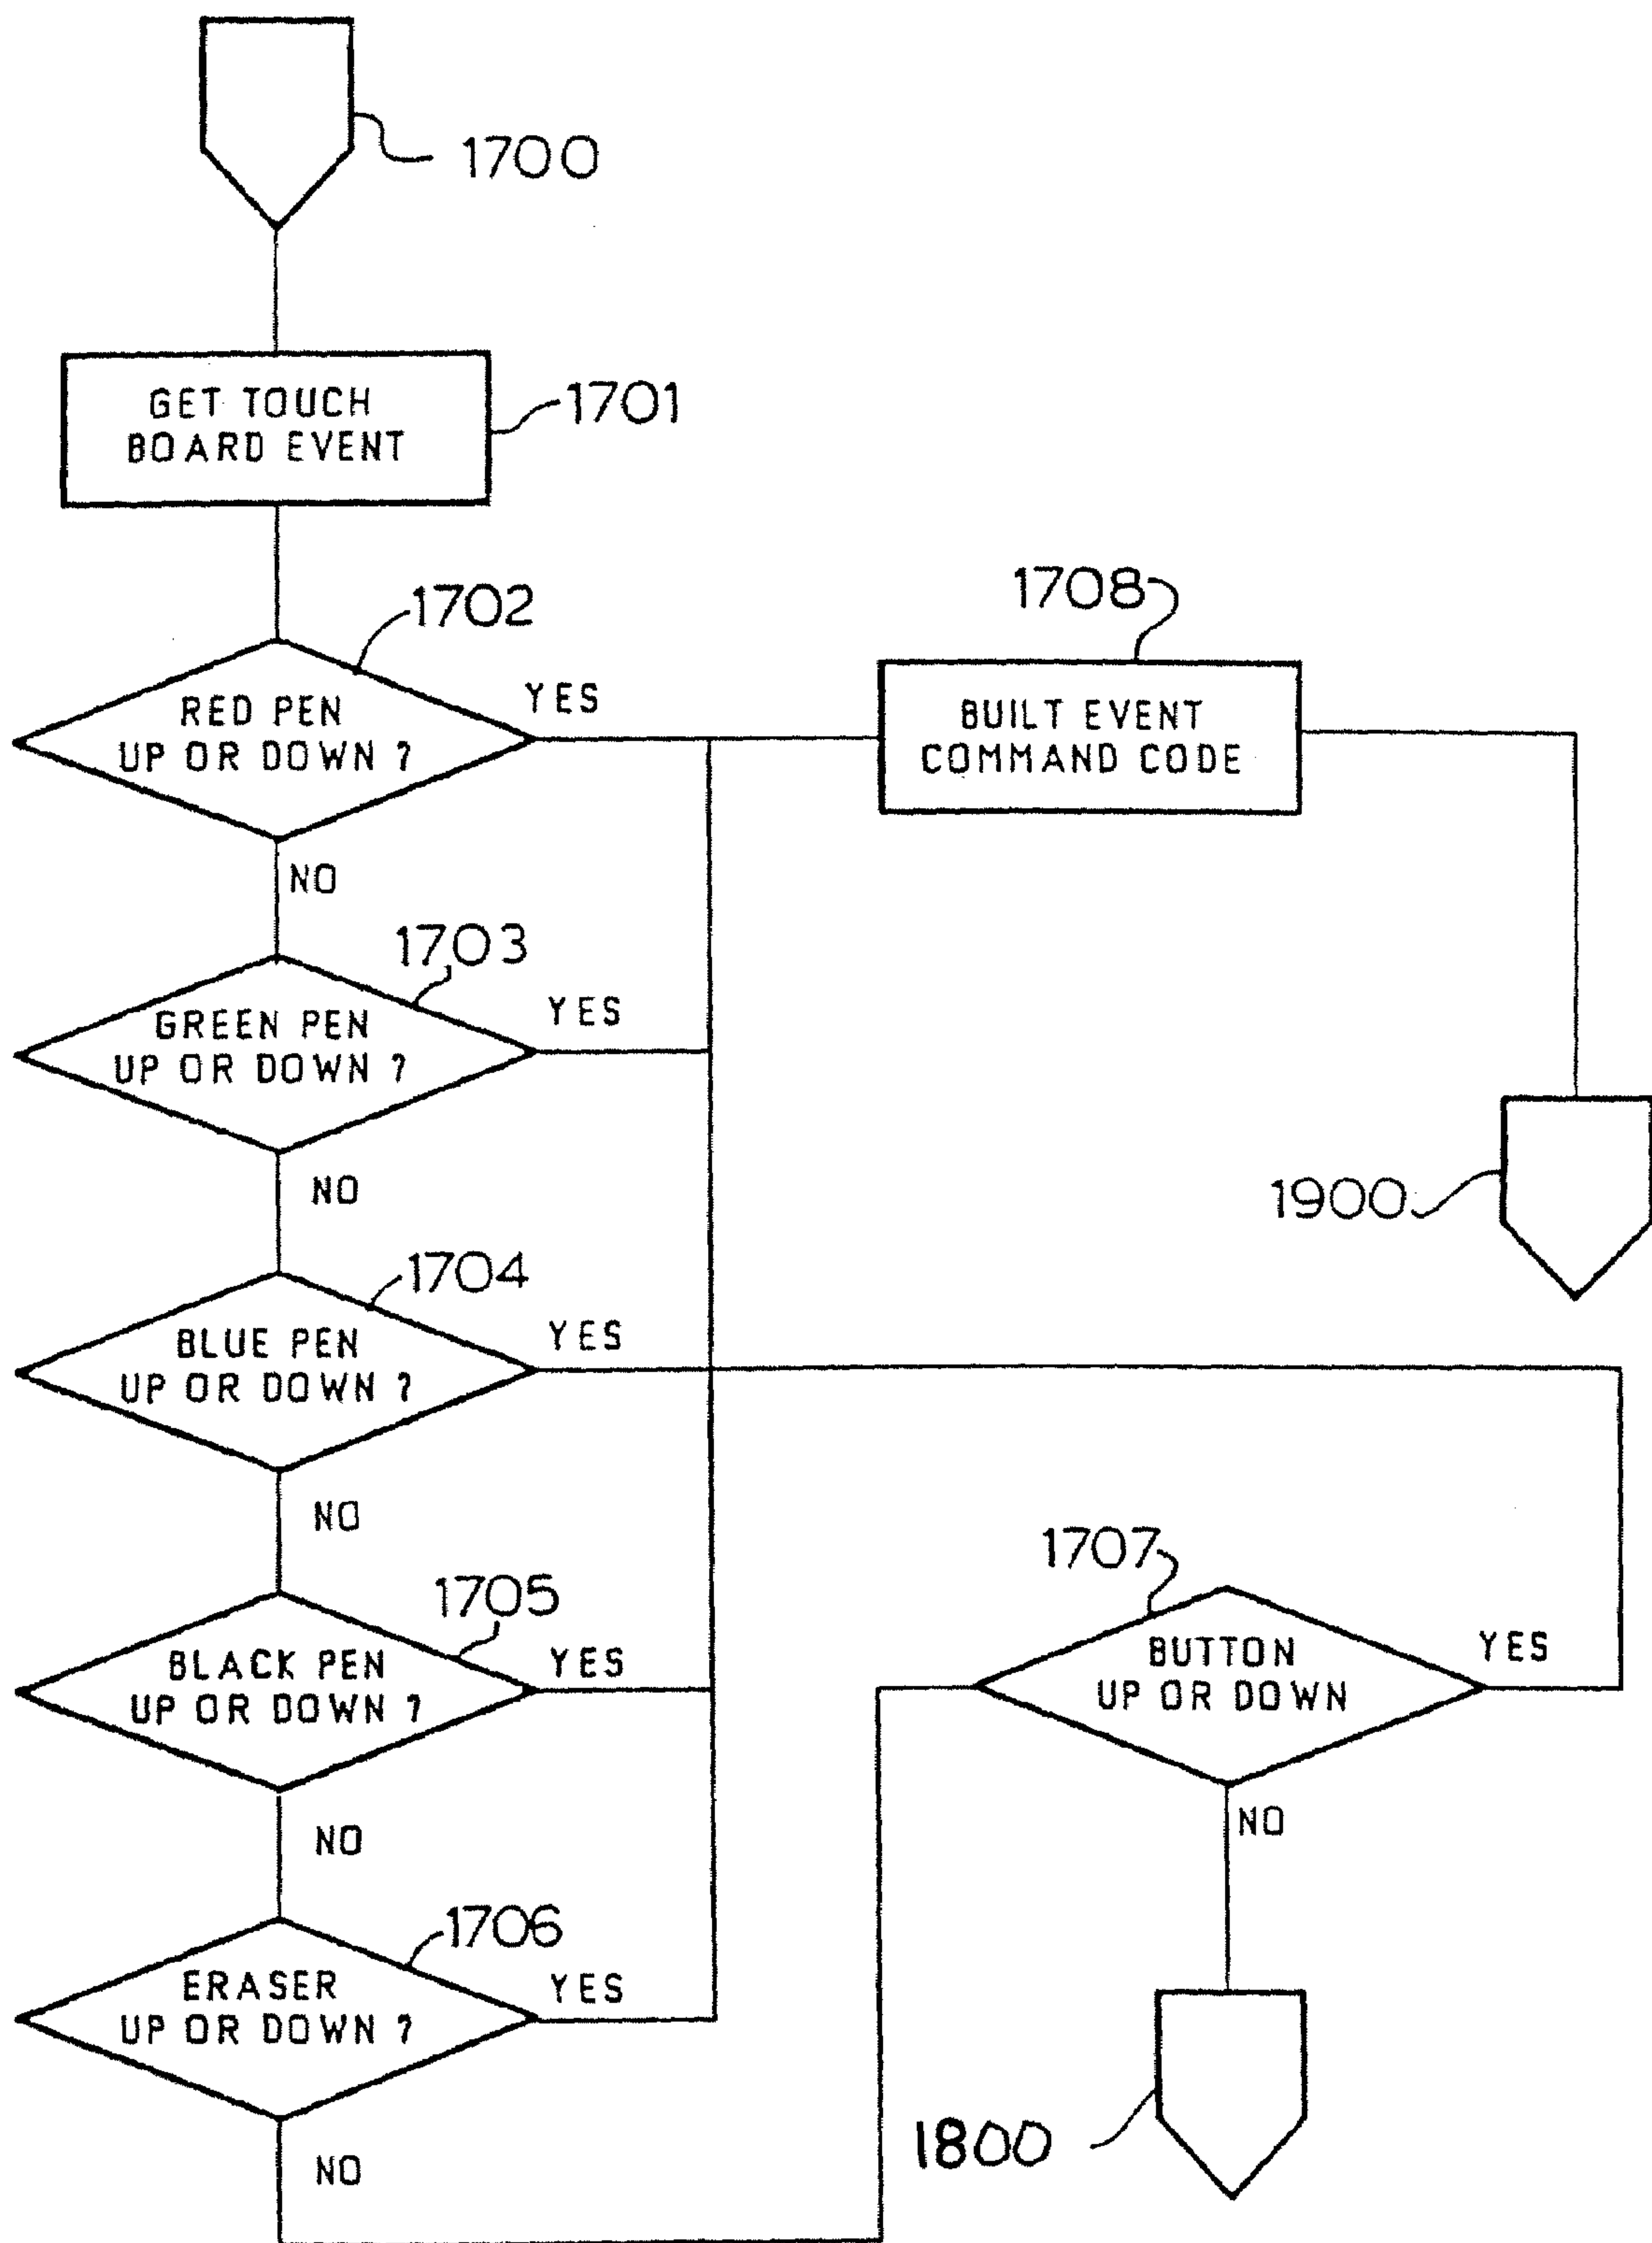 1700
GET TOUCH
BOARD EVENT
1701
1702
RED PEN
UP OR DOWN ?
YES
NO
1708
BUILT EVENT
COMMAND CODE
1703
GREEN PEN
UP OR DOWN ?
YES
NO
1900
1704
BLUE PEN
UP OR DOWN ?
YES
NO
1705
BLACK PEN
UP OR DOWN ?
YES
NO
1707
BUTTON
UP OR DOWN
YES
NO
1706
ERASER
UP OR DOWN ?
YES
NO
1800